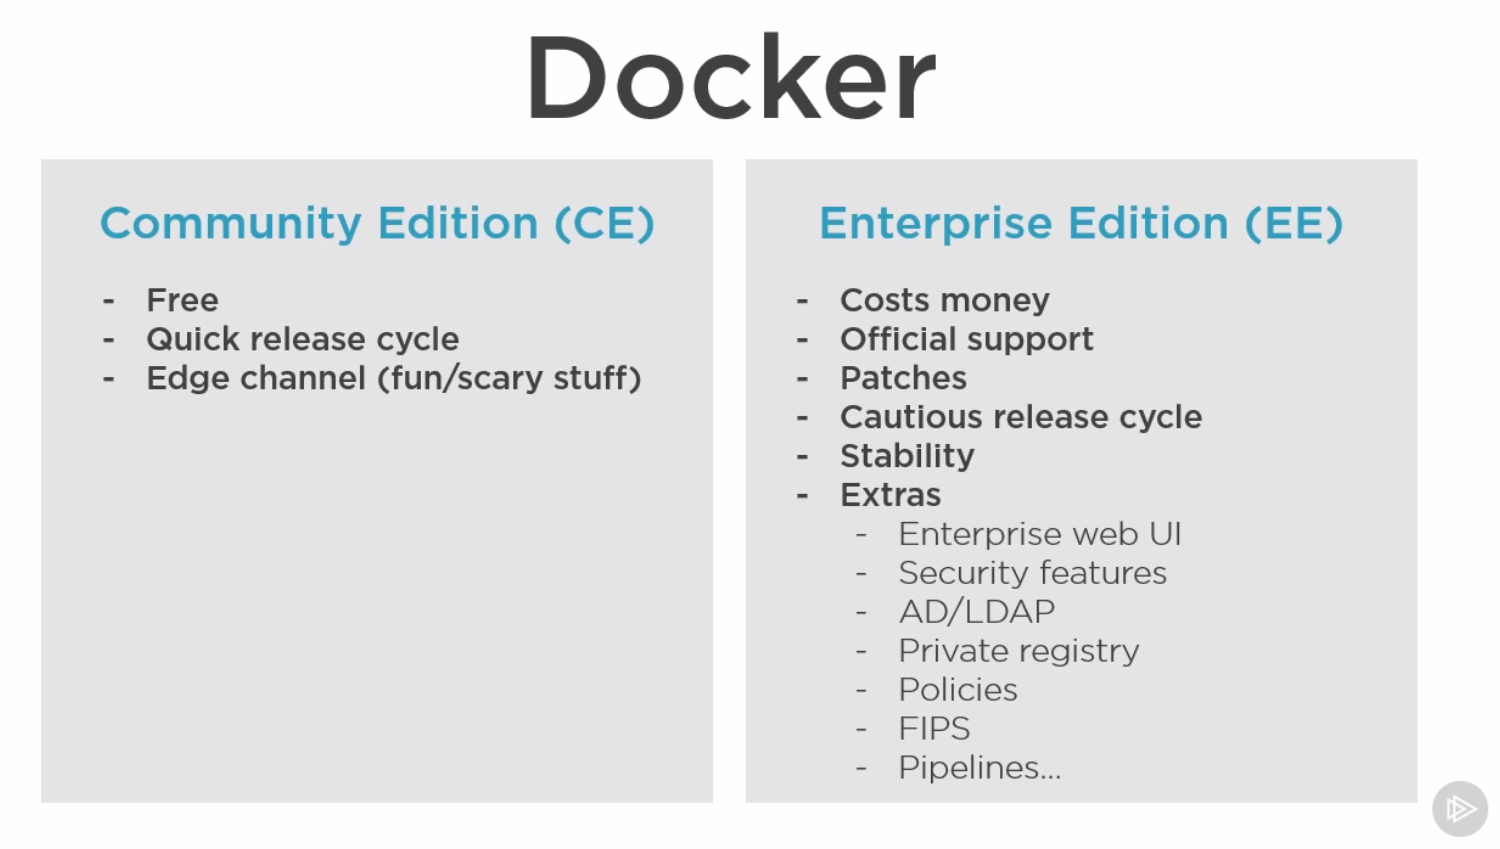 Docker
Community Edition (CE)
- Free
- Quick release cycle
- Edge channel (fun/scary stuff)
Enterprise Edition (EE)
- Costs money
- Official support
- Patches
- Cautious release cycle
- Stability
- Extras
- Enterprise web UI
- Security features
- AD/LDAP
- Private registry
- Policies
- FIPS
- Pipelines...